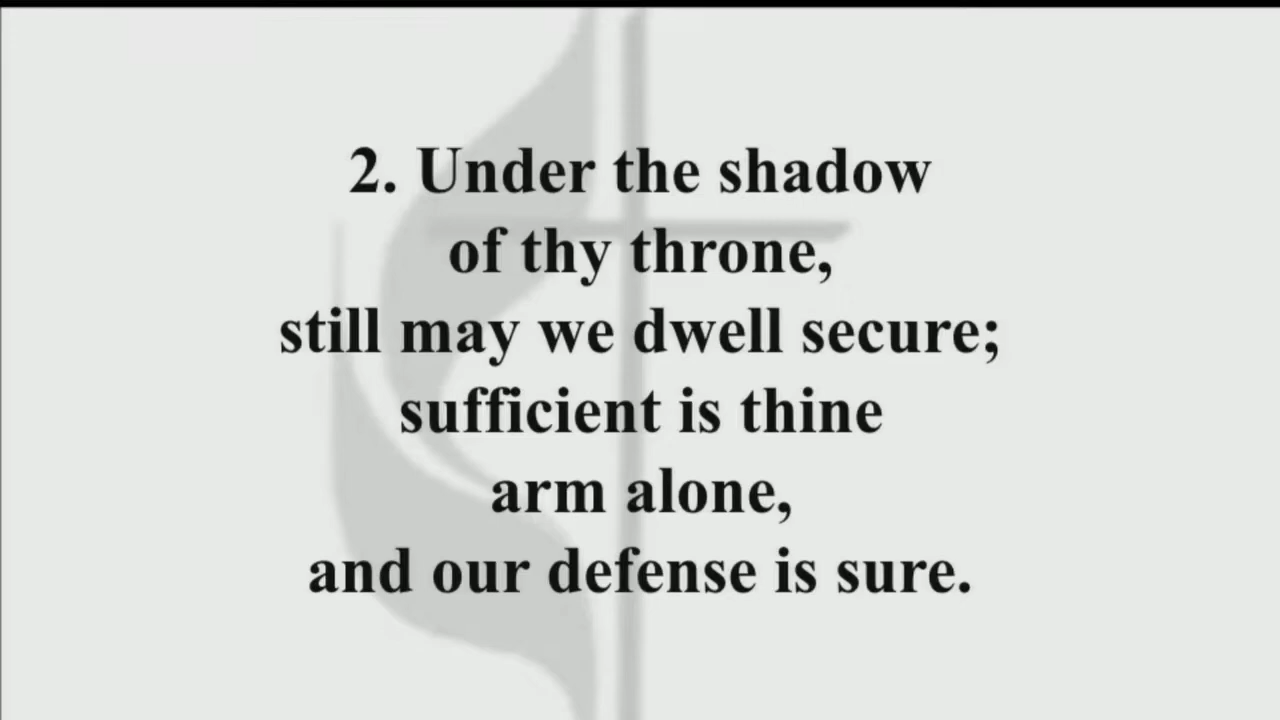 2. Under the shadow
of thy throne,
still may we dwell secure;
sufficient is thine
arm alone,
and our defense is sure.